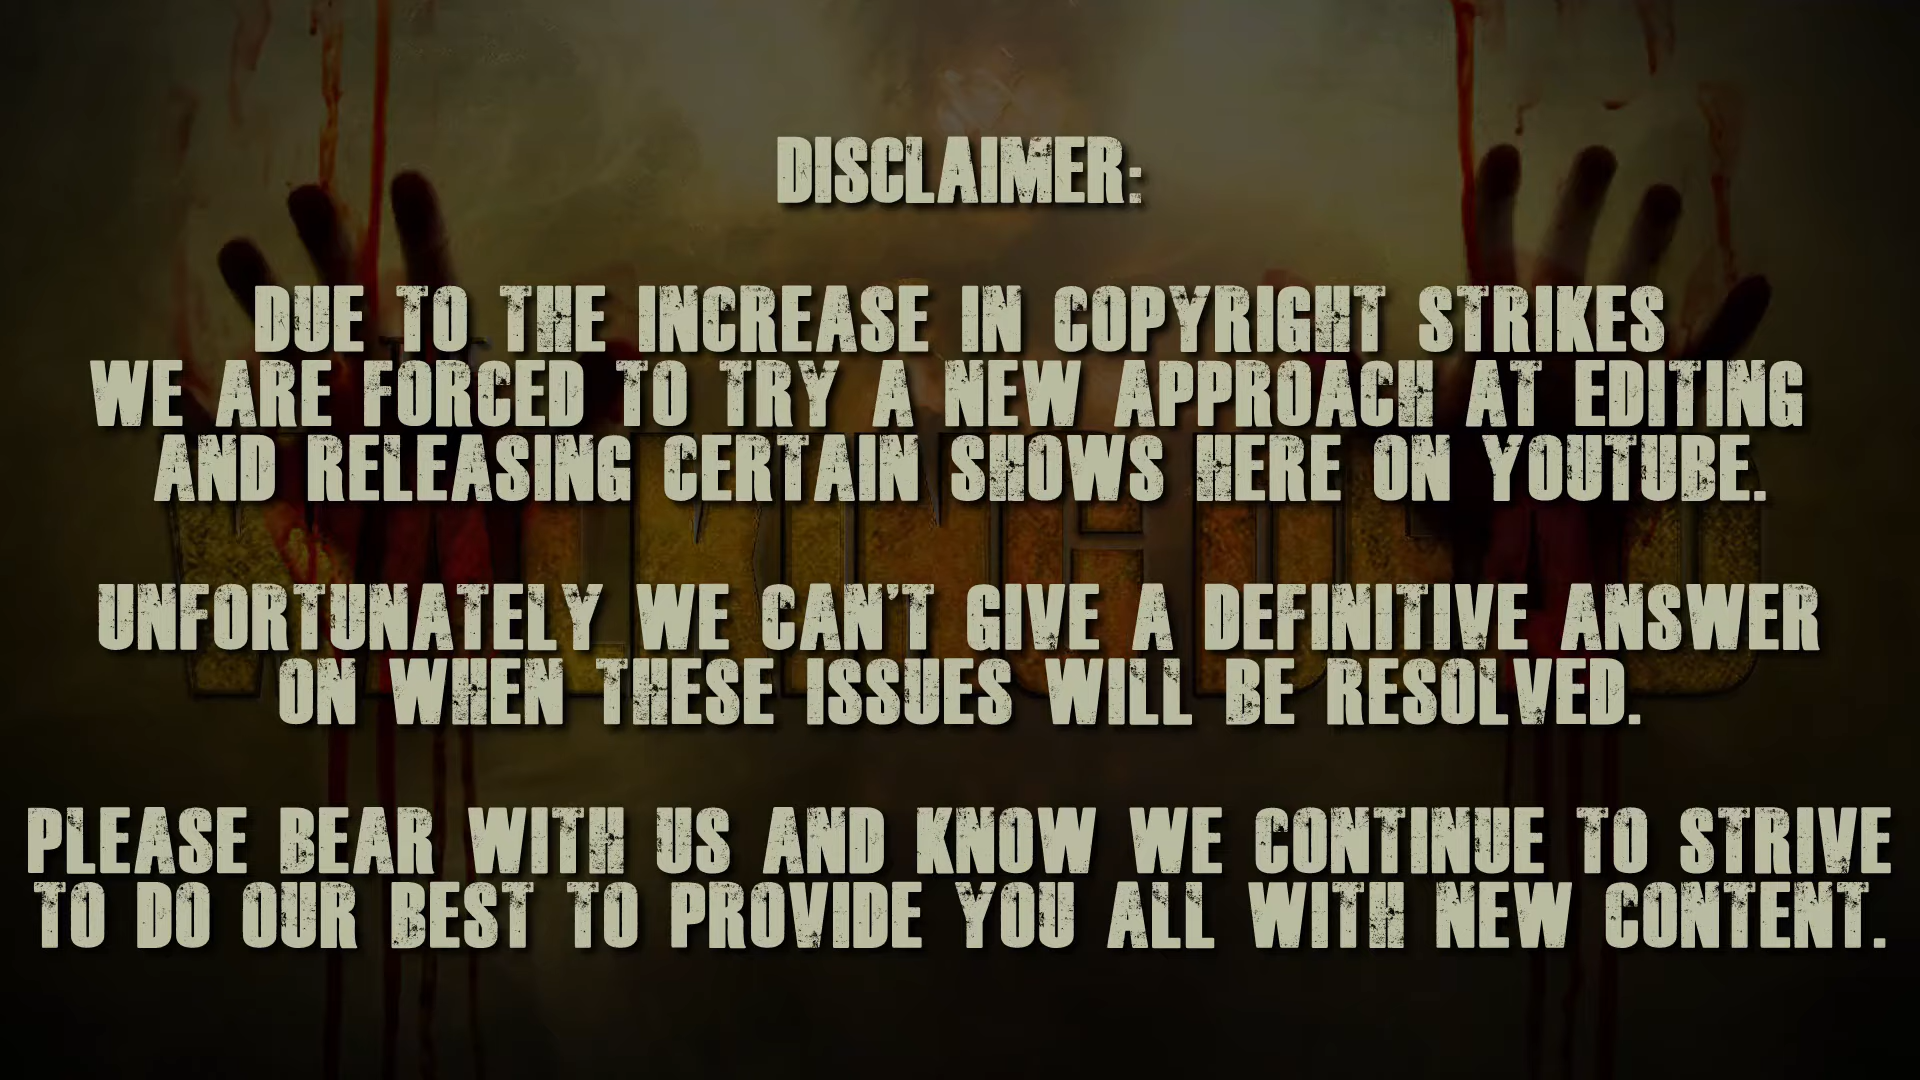 DISCLAIMER:
DUE TO THE INCREASE IN COPYRIGHT STRIKES
WE ARE FORCED TO TRY A NEW APPROACH AT EDITING
AND RELEASING CERTAIN SHOWS HERE ON YOUTUBE.
UNFORTUNATELY WE CAN'T GIVE A DEFINITIVE ANSWER
ON WHEN THESE ISSUES WILL BE RESOLVED.
PLEASE BEAR WITH US AND KNOW WE CONTINUE TO STRIVE
TO DO OUR BEST TO PROVIDE YOU ALL WITH NEW CONTENT.